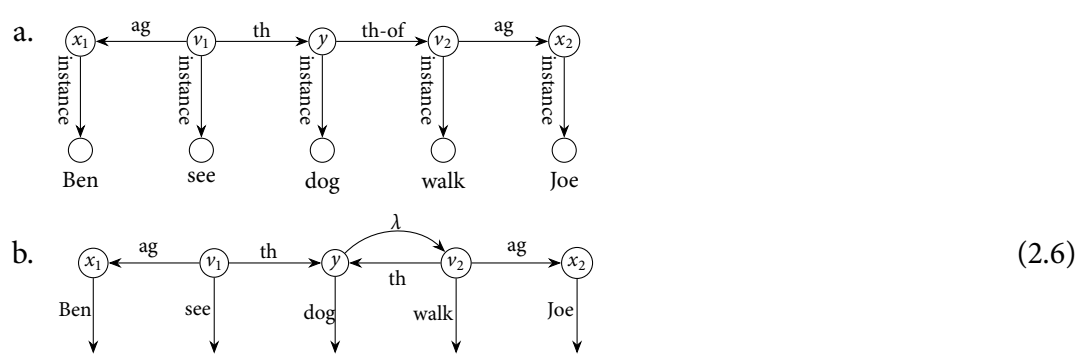 a. x₁ ag v₁ th y th-of v₂ ag x₂
instance instance instance instance instance
Ben see dog walk Joe
λ
b. x₁ ag v₁ th y th v₂ ag x₂ (2.6)
Ben see dog walk Joe